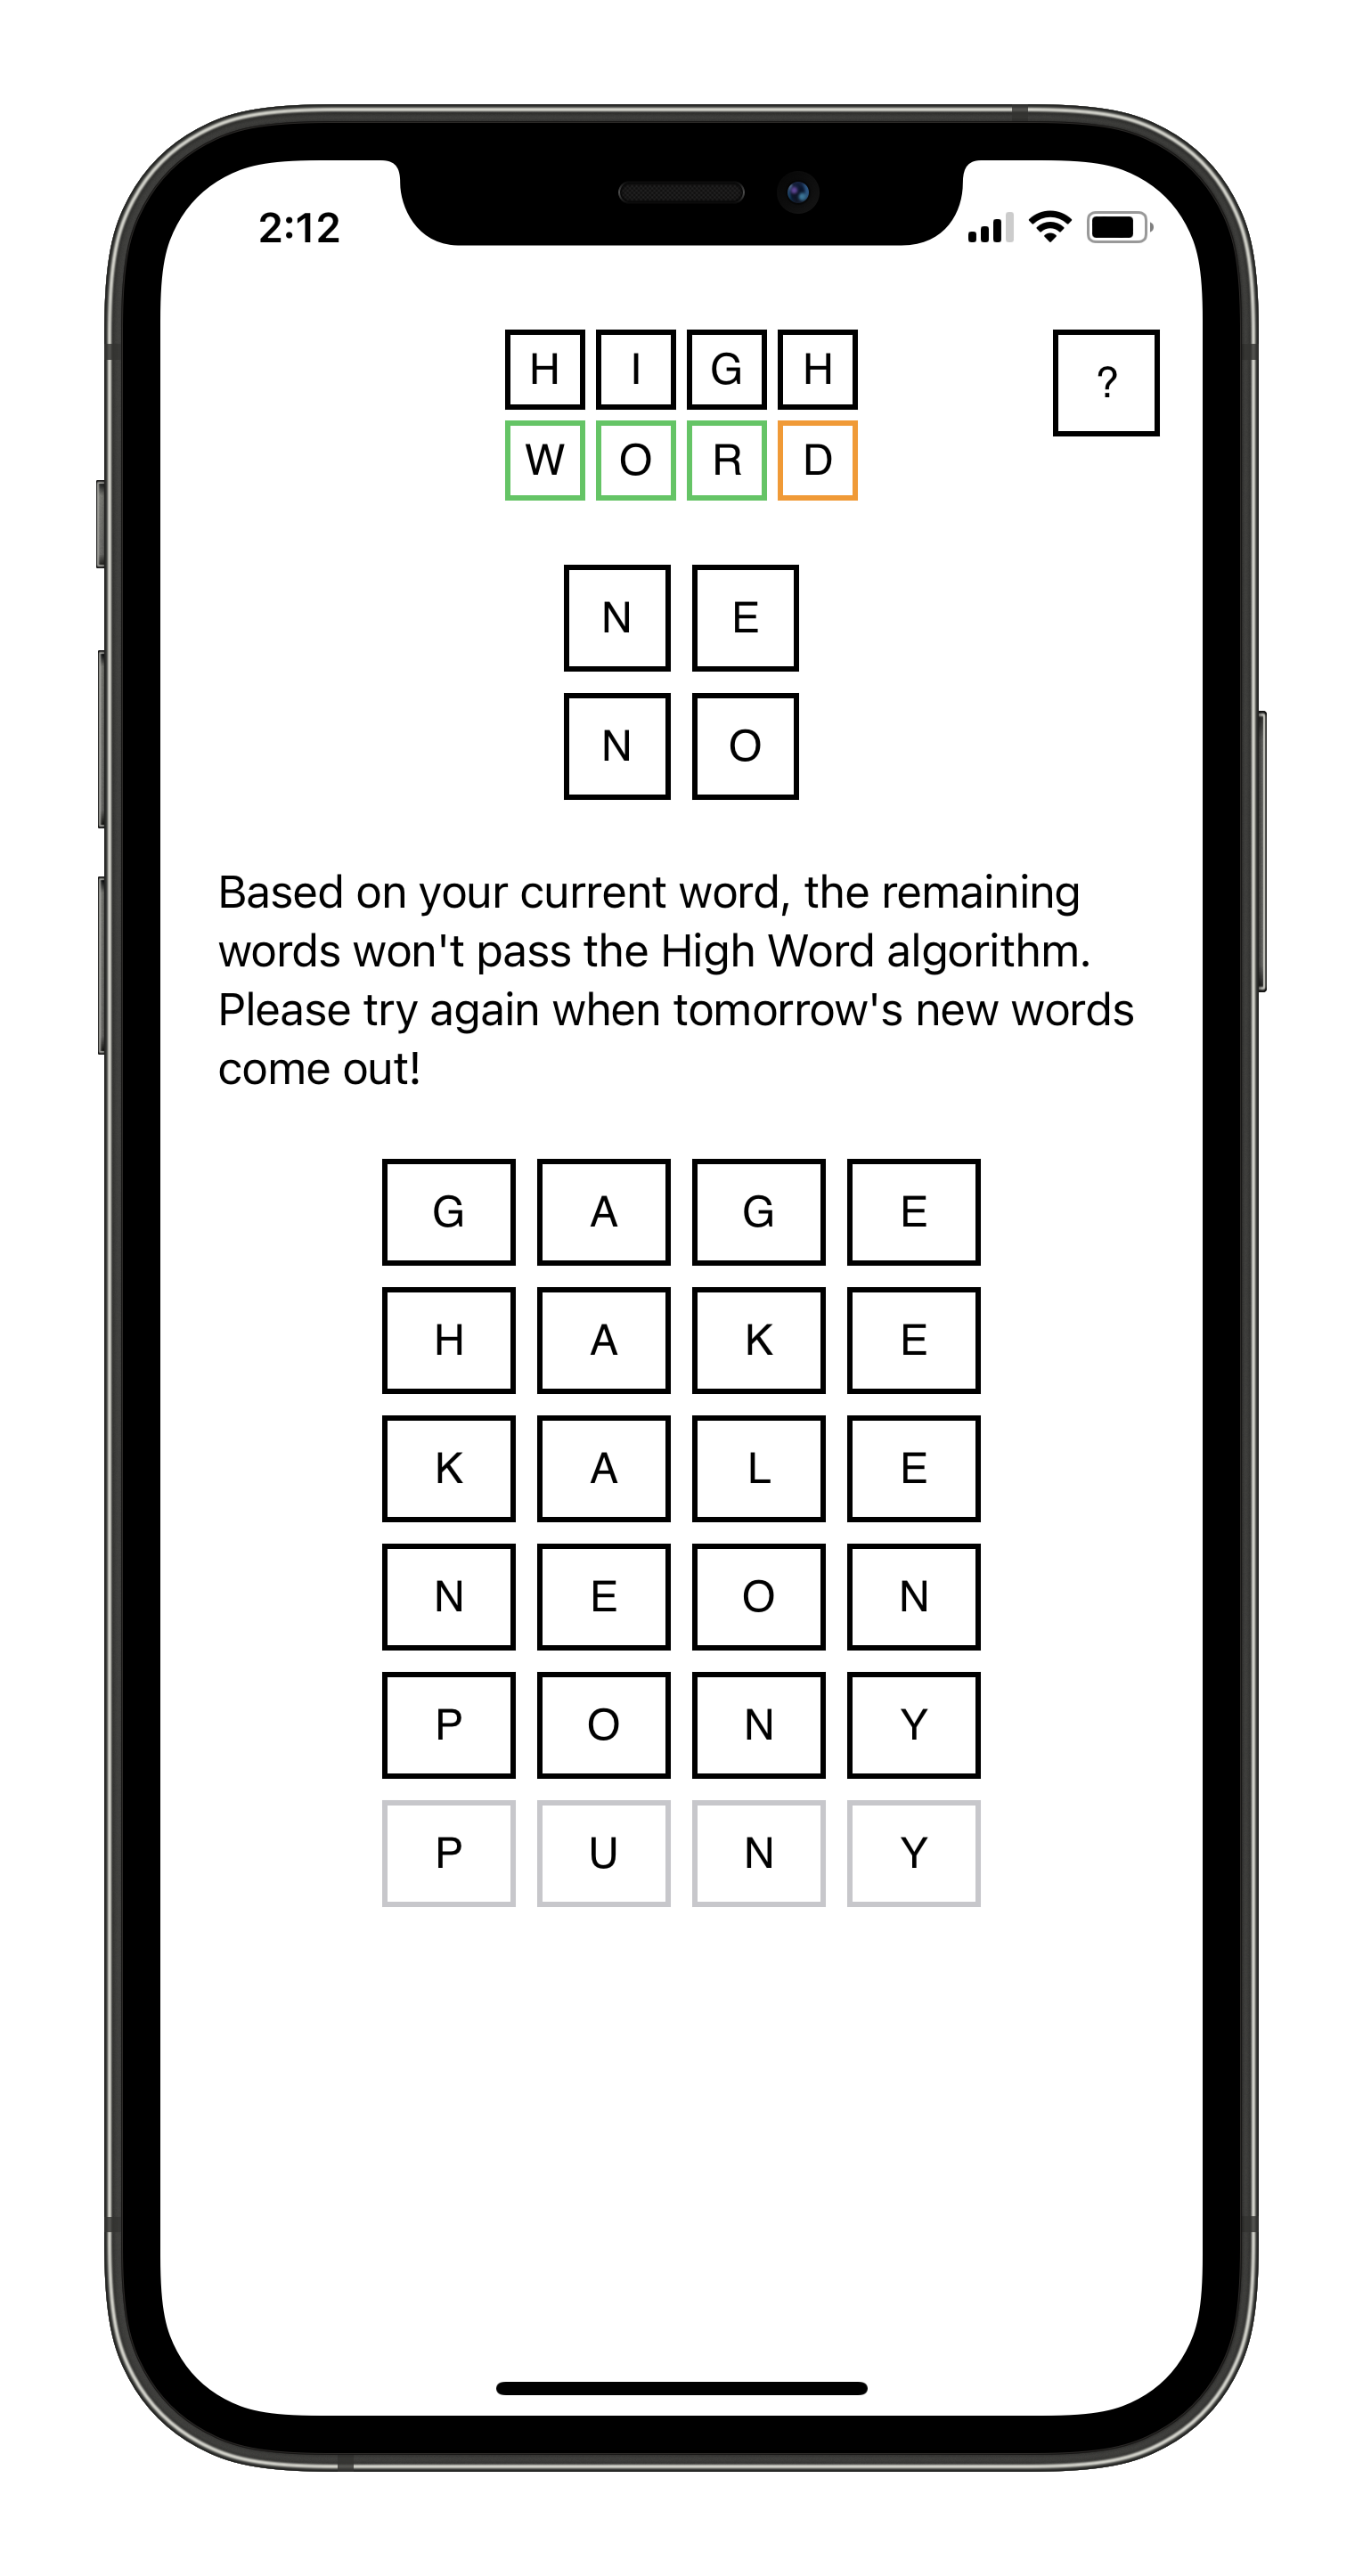 2:12
H I G H
?
W O R D
N E
N O
Based on your current word, the remaining
words won't pass the High Word algorithm.
Please try again when tomorrow's new words
come out!
G A G E
H A K E
K A L E
N E O N
P O N Y
P U N Y